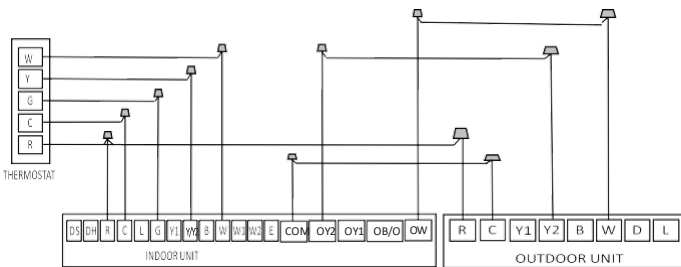 W
Y
G
C
R
THERMOSTAT
DS DH R C L G Y1 Y/Y2 B W W1 W2 E COM OY2 OY1 OB/O OW
INDOOR UNIT
R C Y1 Y2 B W D L
OUTDOOR UNIT